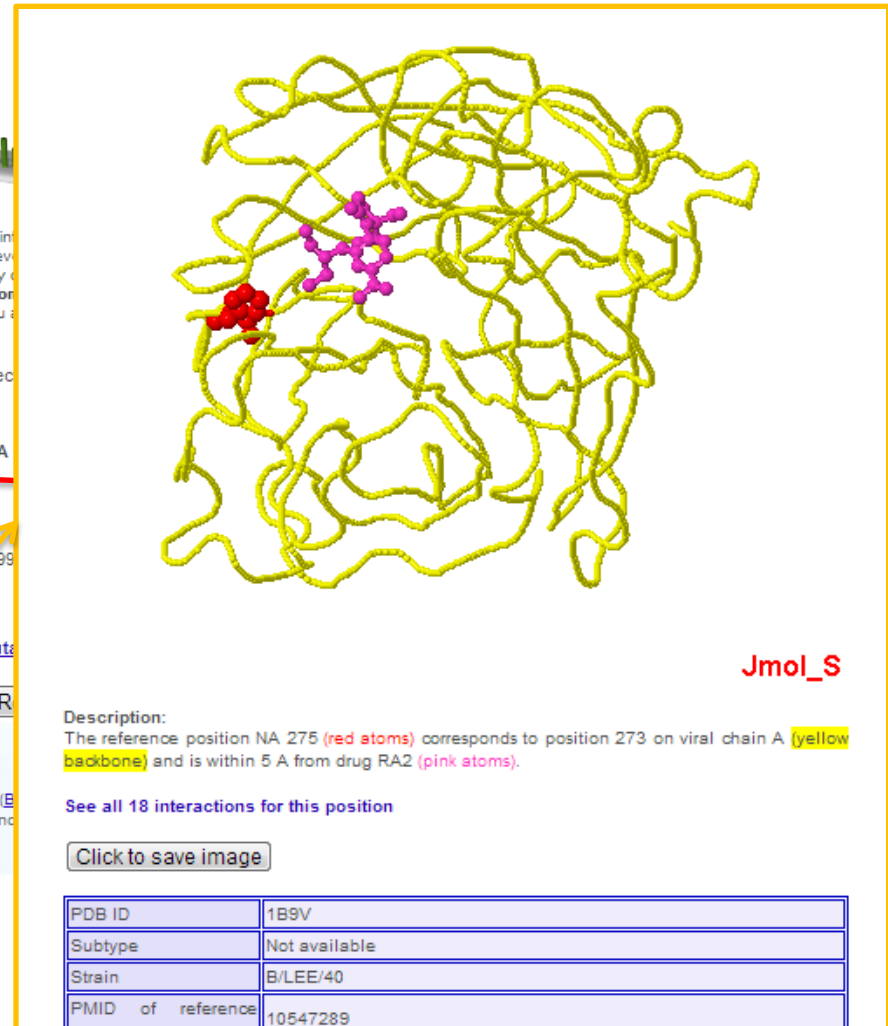 Jmol_S
Description:
The reference position NA 275 (red atoms) corresponds to position 273 on viral chain A (yellow
backbone) and is within 5 A from drug RA2 (pink atoms).
See all 18 interactions for this position
Click to save image
PDB ID 1B9V
Subtype Not available
Strain B/LEE/40
PMID of reference 10547289